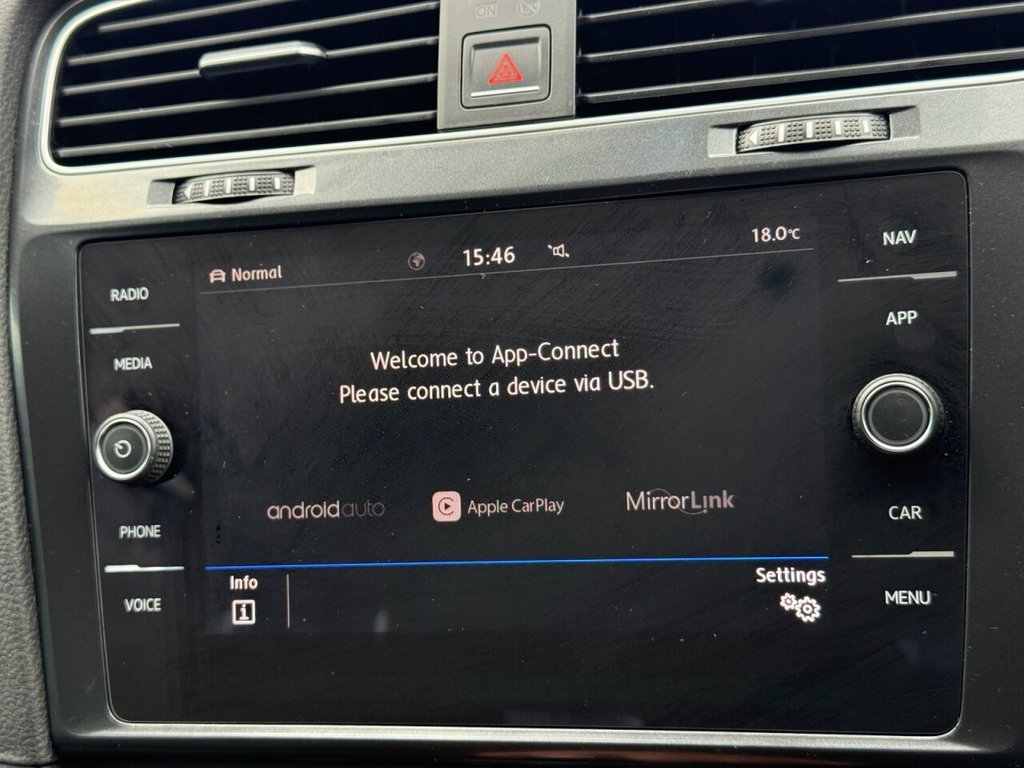 ON
Normal
15:46
18.0°C
NAV
RADIO
APP
MEDIA
Welcome to App-Connect
Please connect a device via USB.
androidauto
Apple CarPlay
MirrorLink
PHONE
CAR
Info
Settings
VOICE
MENU